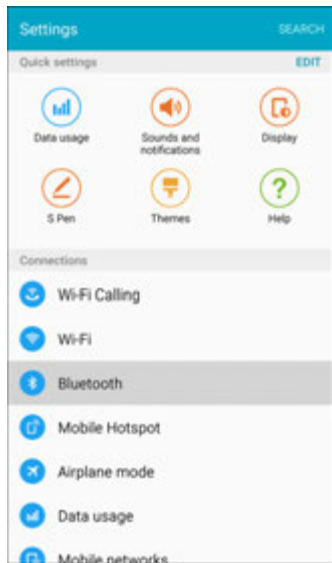 Settings
SEARCH
Quick settings
EDIT
Data usage
Sounds and
notifications
Display
S Pen
Themes
Help
Connections
Wi-Fi Calling
Wi-Fi
Bluetooth
Mobile Hotspot
Airplane mode
Data usage
Mobile networks